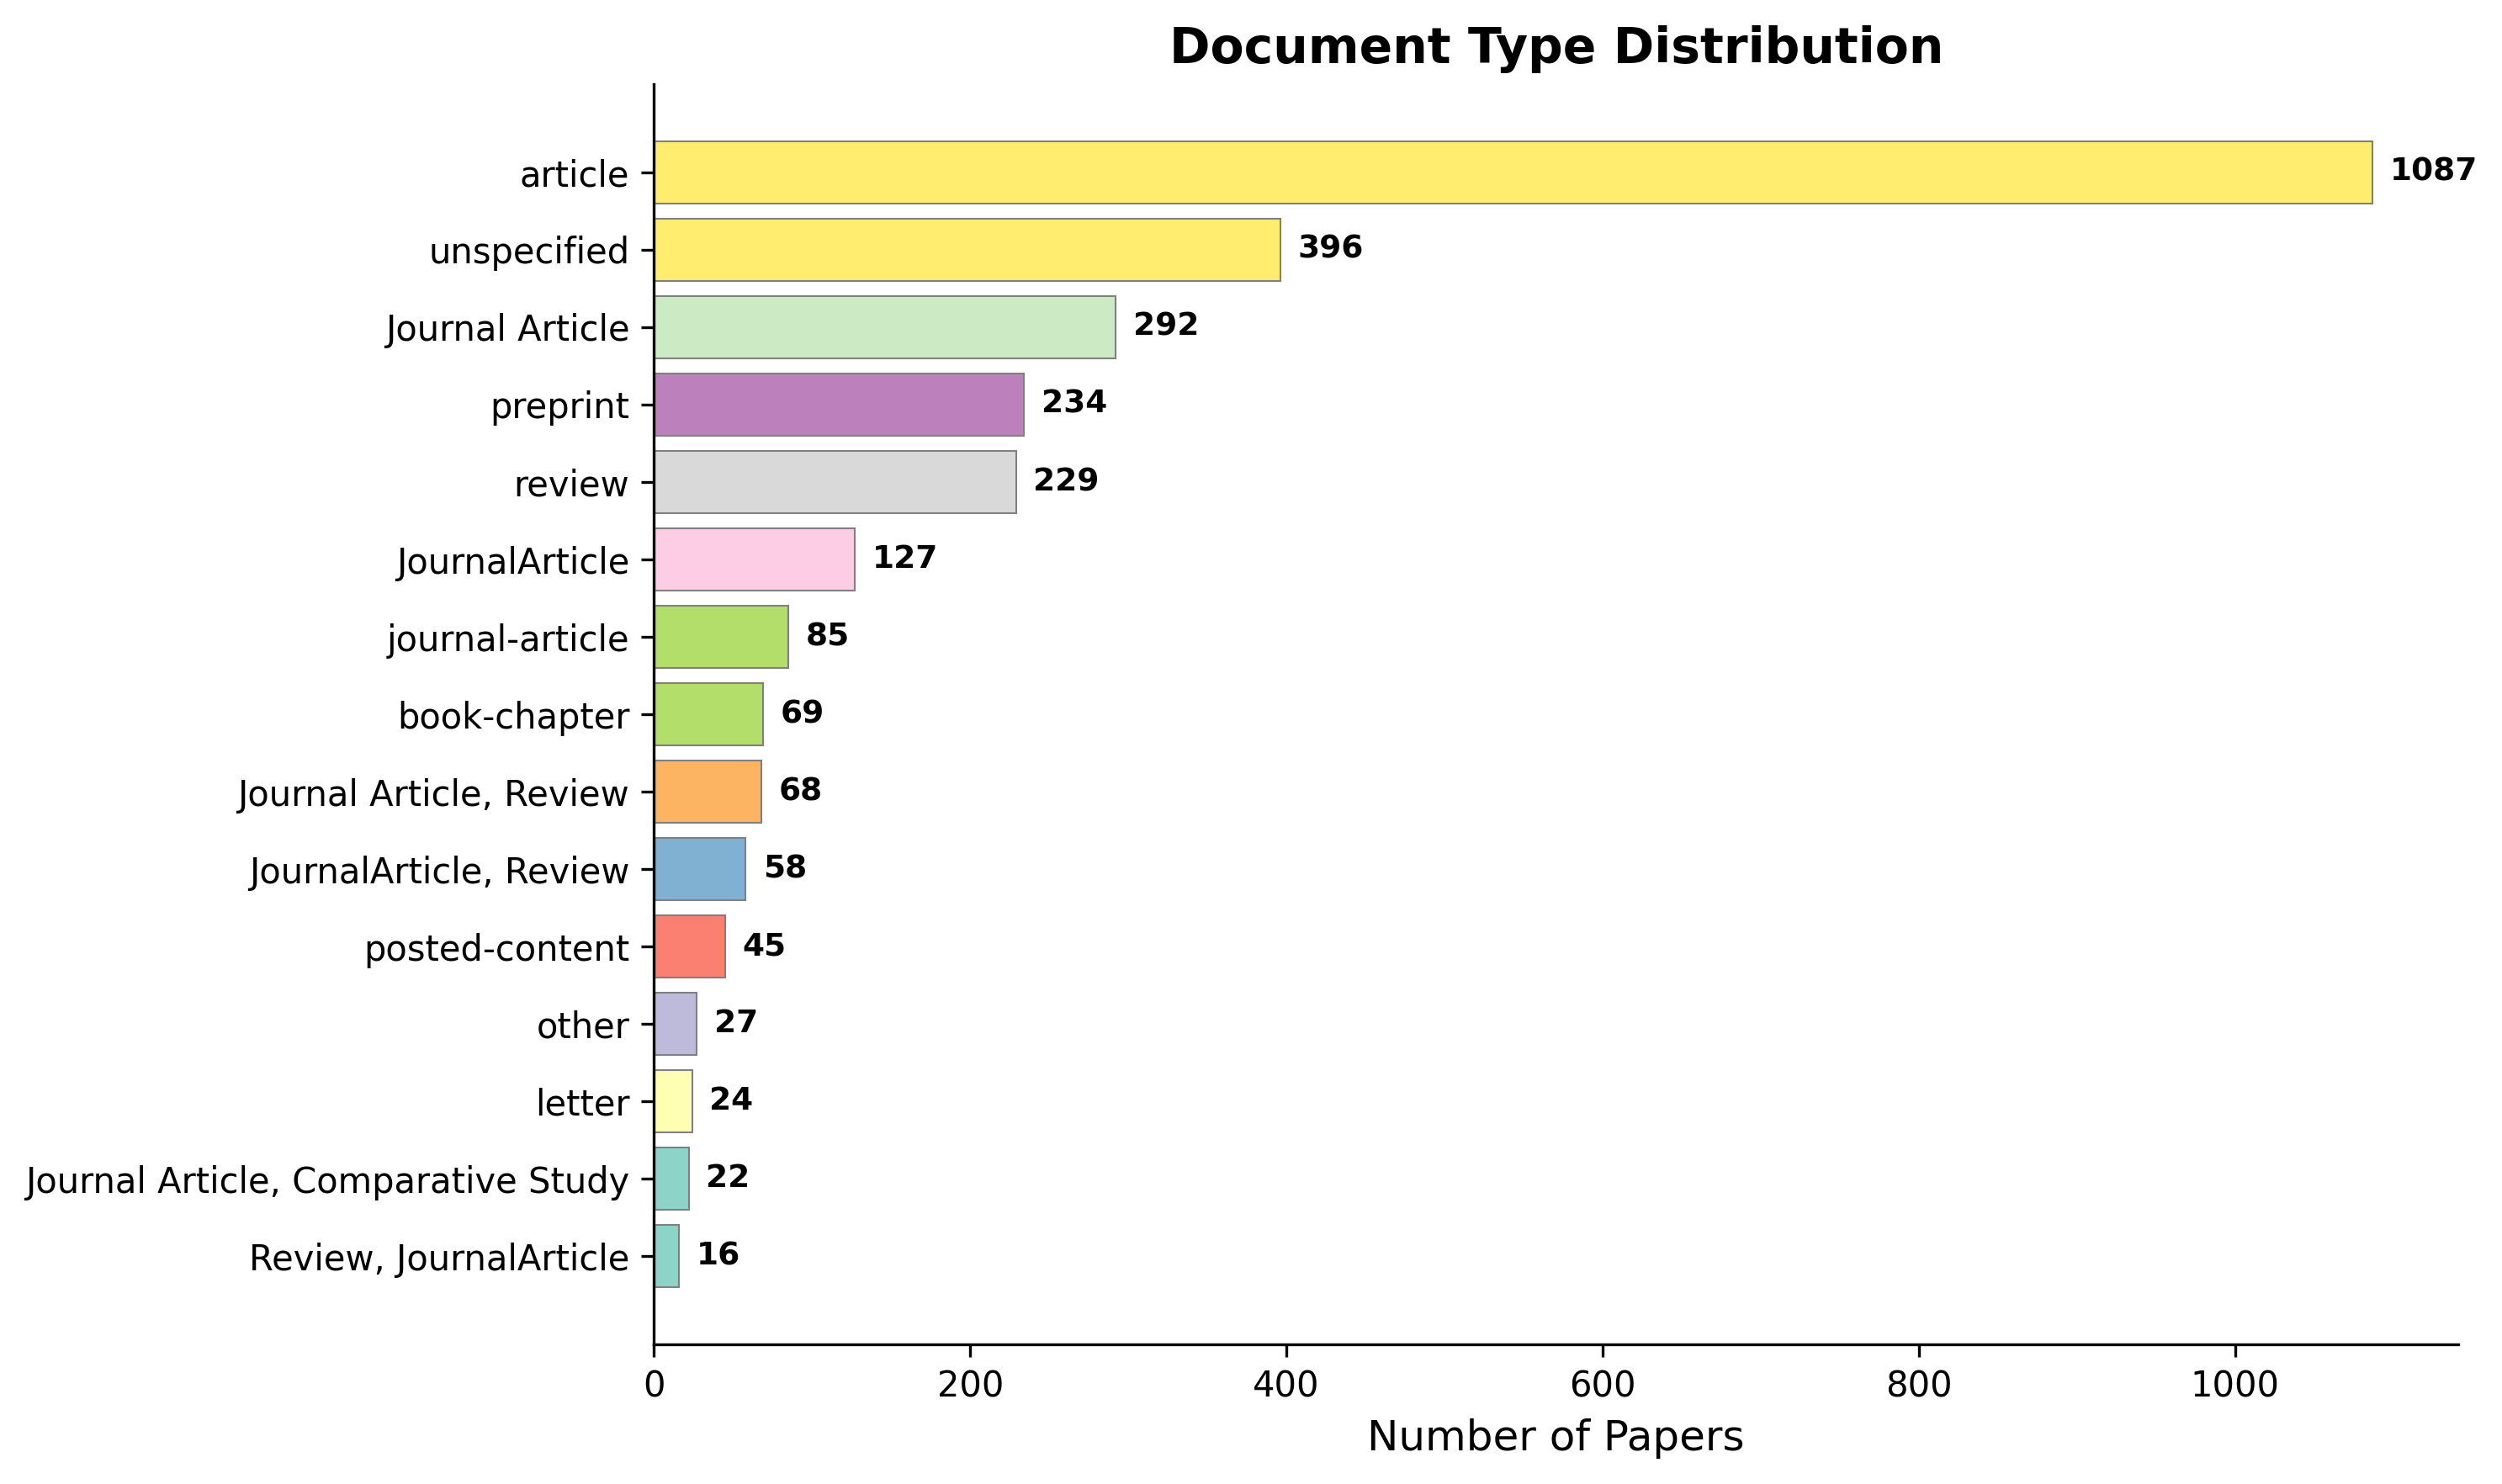 Document Type Distribution
article 1087
unspecified 396
Journal Article 292
preprint 234
review 229
JournalArticle 127
journal-article 85
book-chapter 69
Journal Article, Review 68
JournalArticle, Review 58
posted-content 45
other 27
letter 24
Journal Article, Comparative Study 22
Review, JournalArticle 16
0 200 400 600 800 1000
Number of Papers